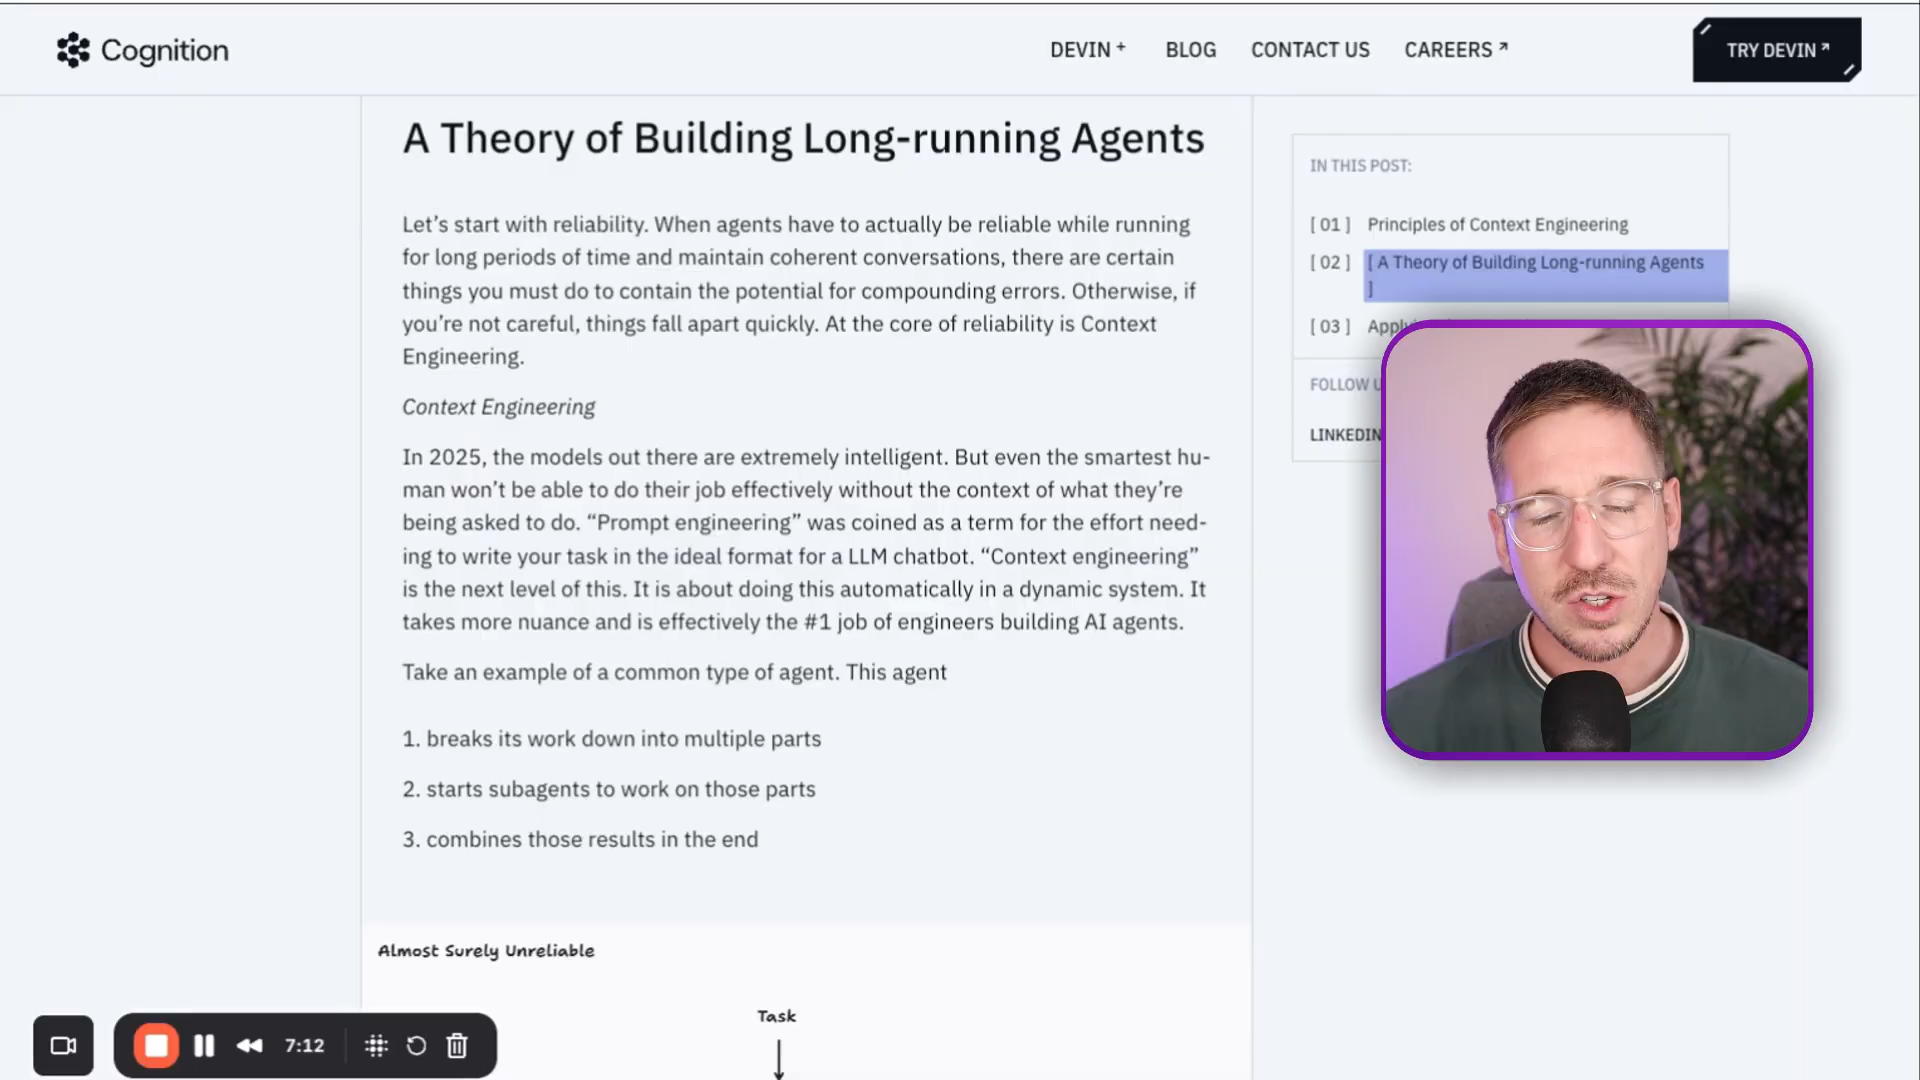 Cognition
DEVIN +
BLOG
CONTACT US
CAREERS ↗
TRY DEVIN ↗
A Theory of Building Long-running Agents
Let’s start with reliability. When agents have to actually be reliable while running
for long periods of time and maintain coherent conversations, there are certain
things you must do to contain the potential for compounding errors. Otherwise, if
you’re not careful, things fall apart quickly. At the core of reliability is Context
Engineering.
Context Engineering
In 2025, the models out there are extremely intelligent. But even the smartest hu-
man won’t be able to do their job effectively without the context of what they’re
being asked to do. “Prompt engineering” was coined as a term for the effort need-
ing to write your task in the ideal format for a LLM chatbot. “Context engineering”
is the next level of this. It is about doing this automatically in a dynamic system. It
takes more nuance and is effectively the #1 job of engineers building AI agents.
Take an example of a common type of agent. This agent
1. breaks its work down into multiple parts
2. starts subagents to work on those parts
3. combines those results in the end
Almost Surely Unreliable
Task
IN THIS POST:
[ 01 ] Principles of Context Engineering
[ 02 ] [ A Theory of Building Long-running Agents
]
[ 03 ]
FOLLOW
LINKEDIN
7:12